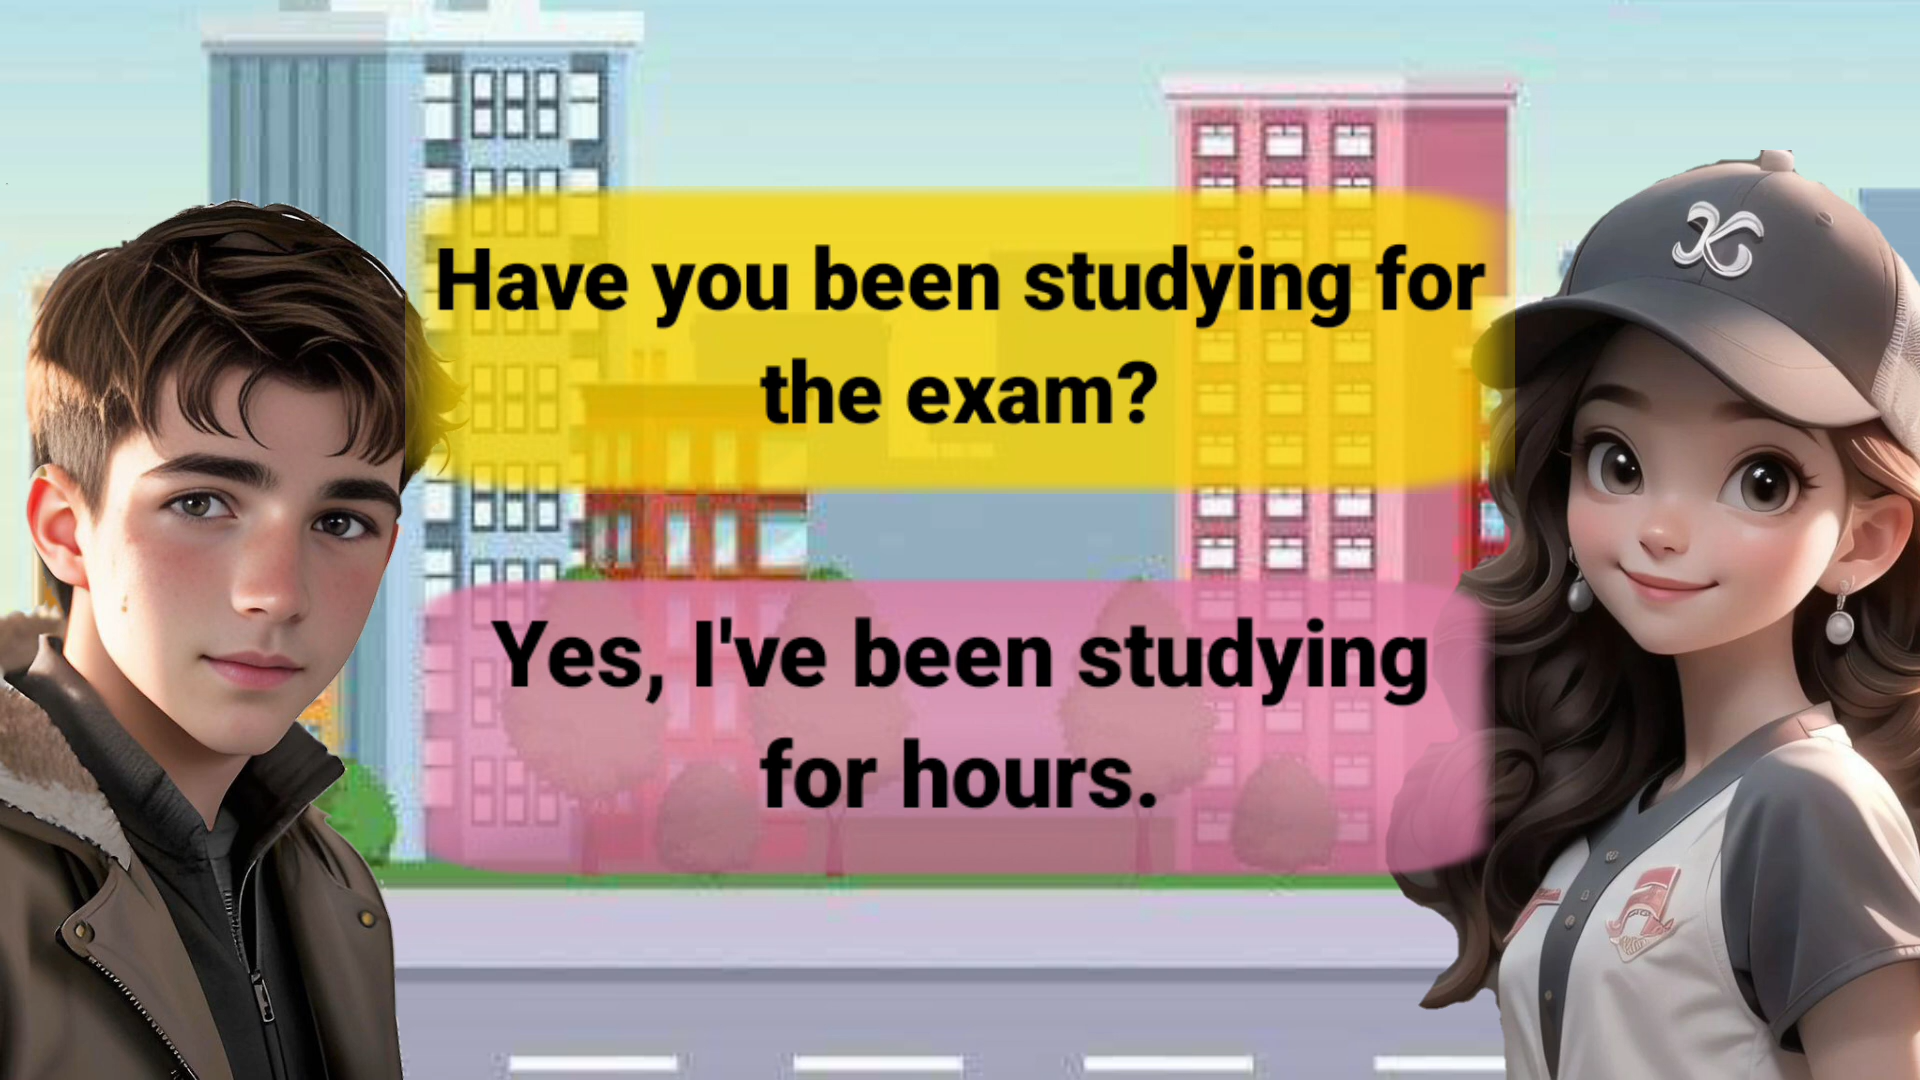 Have you been studying for
the exam?
Yes, I've been studying
for hours.